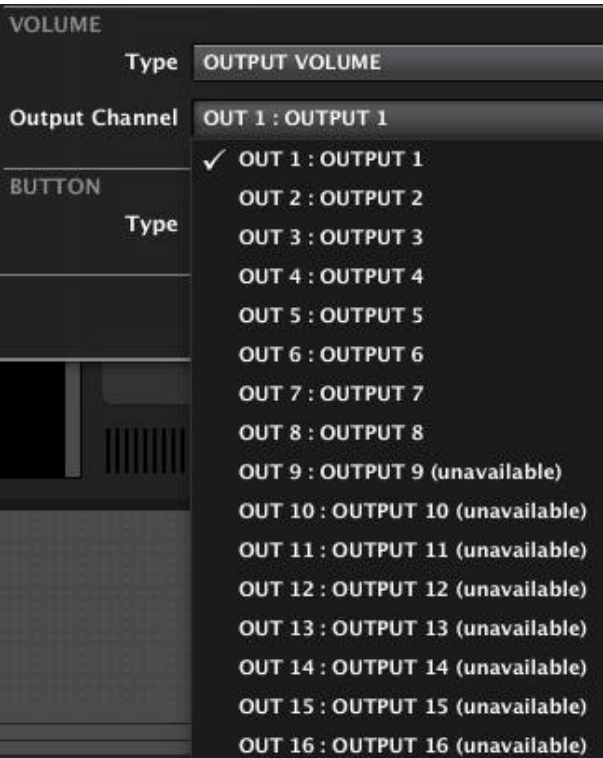 VOLUME
Type OUTPUT VOLUME
Output Channel OUT 1 : OUTPUT 1
✓ OUT 1 : OUTPUT 1
BUTTON
OUT 2 : OUTPUT 2
Type
OUT 3 : OUTPUT 3
OUT 4 : OUTPUT 4
OUT 5 : OUTPUT 5
OUT 6 : OUTPUT 6
OUT 7 : OUTPUT 7
OUT 8 : OUTPUT 8
OUT 9 : OUTPUT 9 (unavailable)
OUT 10 : OUTPUT 10 (unavailable)
OUT 11 : OUTPUT 11 (unavailable)
OUT 12 : OUTPUT 12 (unavailable)
OUT 13 : OUTPUT 13 (unavailable)
OUT 14 : OUTPUT 14 (unavailable)
OUT 15 : OUTPUT 15 (unavailable)
OUT 16 : OUTPUT 16 (unavailable)